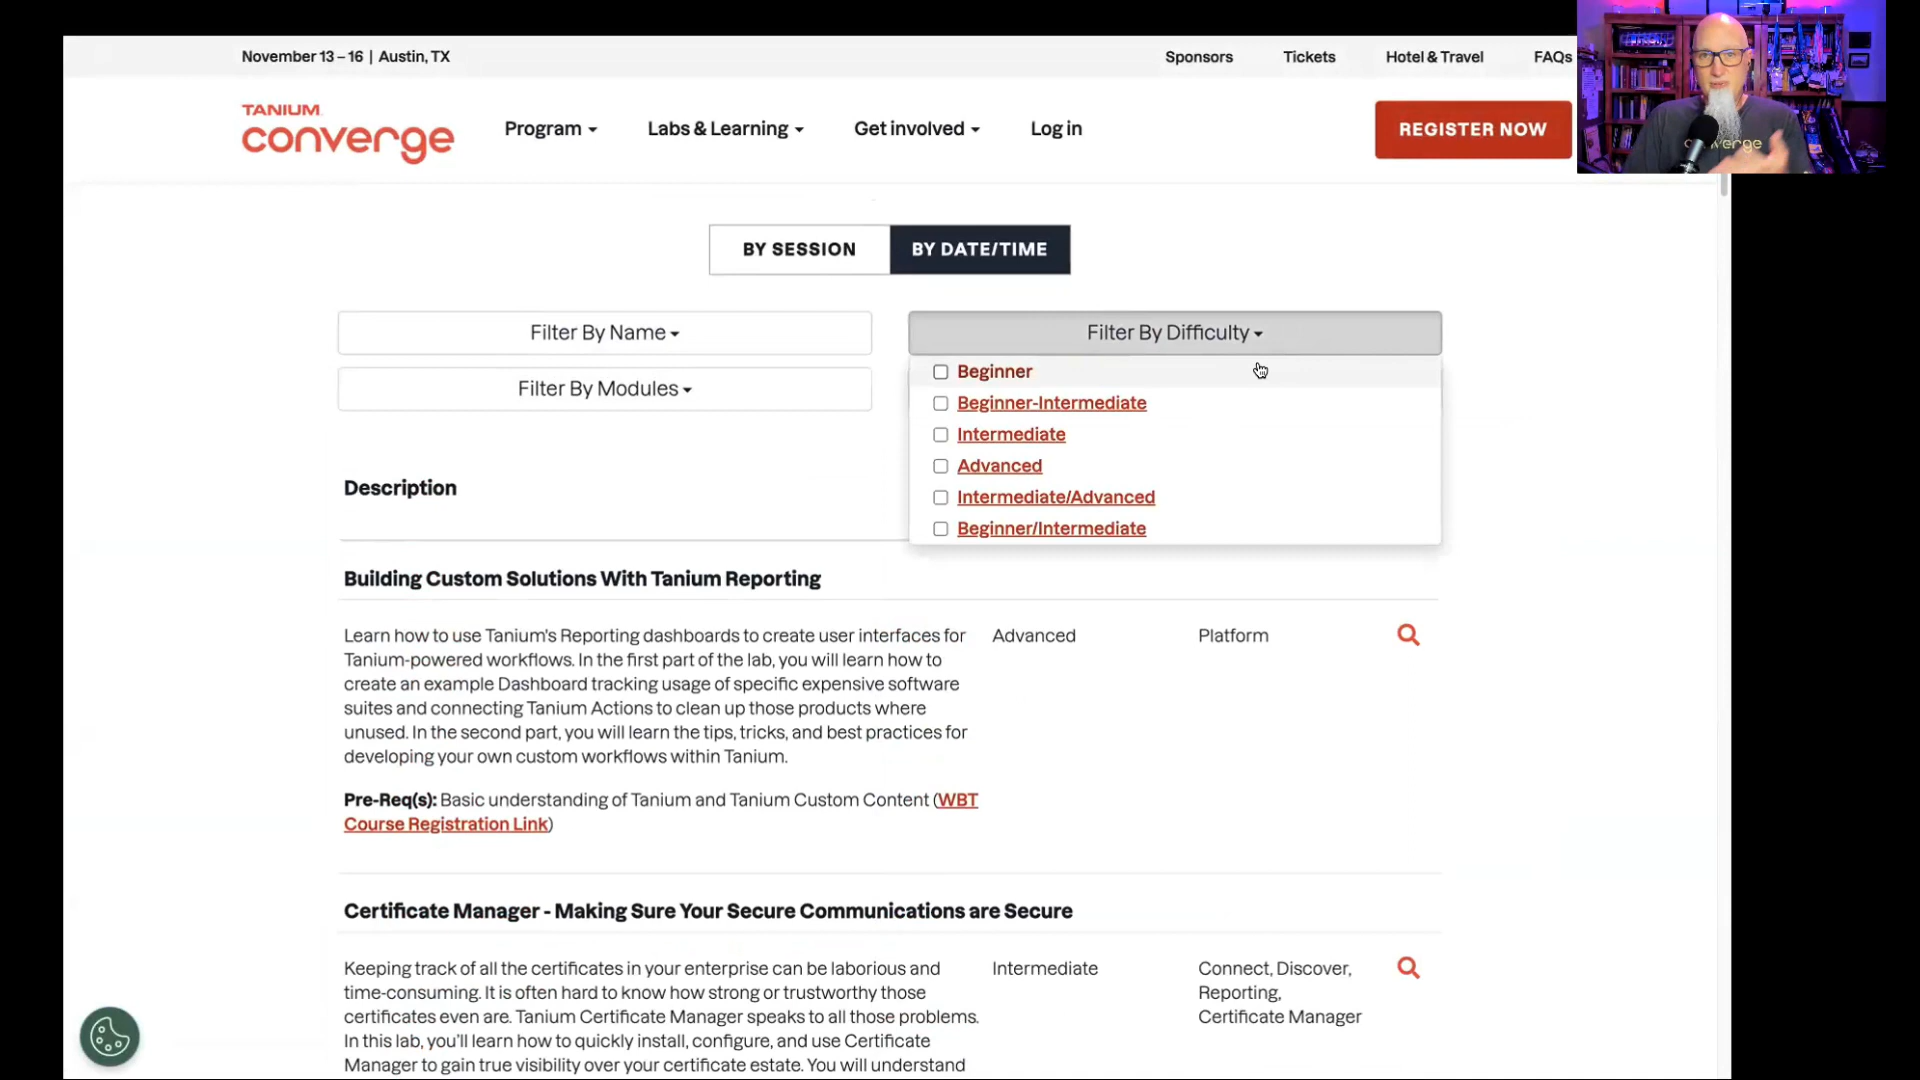 November 13 – 16 | Austin, TX
Sponsors
Tickets
Hotel & Travel
FAQs
TANIUM
converge
Program
Labs & Learning
Get involved
Log in
REGISTER NOW
converge
BY SESSION
BY DATE/TIME
Filter By Name
Filter By Difficulty
Filter By Modules
Beginner
Beginner-Intermediate
Intermediate
Advanced
Intermediate/Advanced
Beginner/Intermediate
Description
Building Custom Solutions With Tanium Reporting
Learn how to use Tanium's Reporting dashboards to create user interfaces for
Tanium-powered workflows. In the first part of the lab, you will learn how to
create an example Dashboard tracking usage of specific expensive software
suites and connecting Tanium Actions to clean up those products where
unused. In the second part, you will learn the tips, tricks, and best practices for
developing your own custom workflows within Tanium.
Advanced
Platform
Pre-Req(s): Basic understanding of Tanium and Tanium Custom Content (WBT
Course Registration Link)
Certificate Manager - Making Sure Your Secure Communications are Secure
Keeping track of all the certificates in your enterprise can be laborious and
time-consuming. It is often hard to know how strong or trustworthy those
certificates even are. Tanium Certificate Manager speaks to all those problems.
In this lab, you'll learn how to quickly install, configure, and use Certificate
Manager to gain true visibility over your certificate estate. You will understand
Intermediate
Connect, Discover,
Reporting,
Certificate Manager